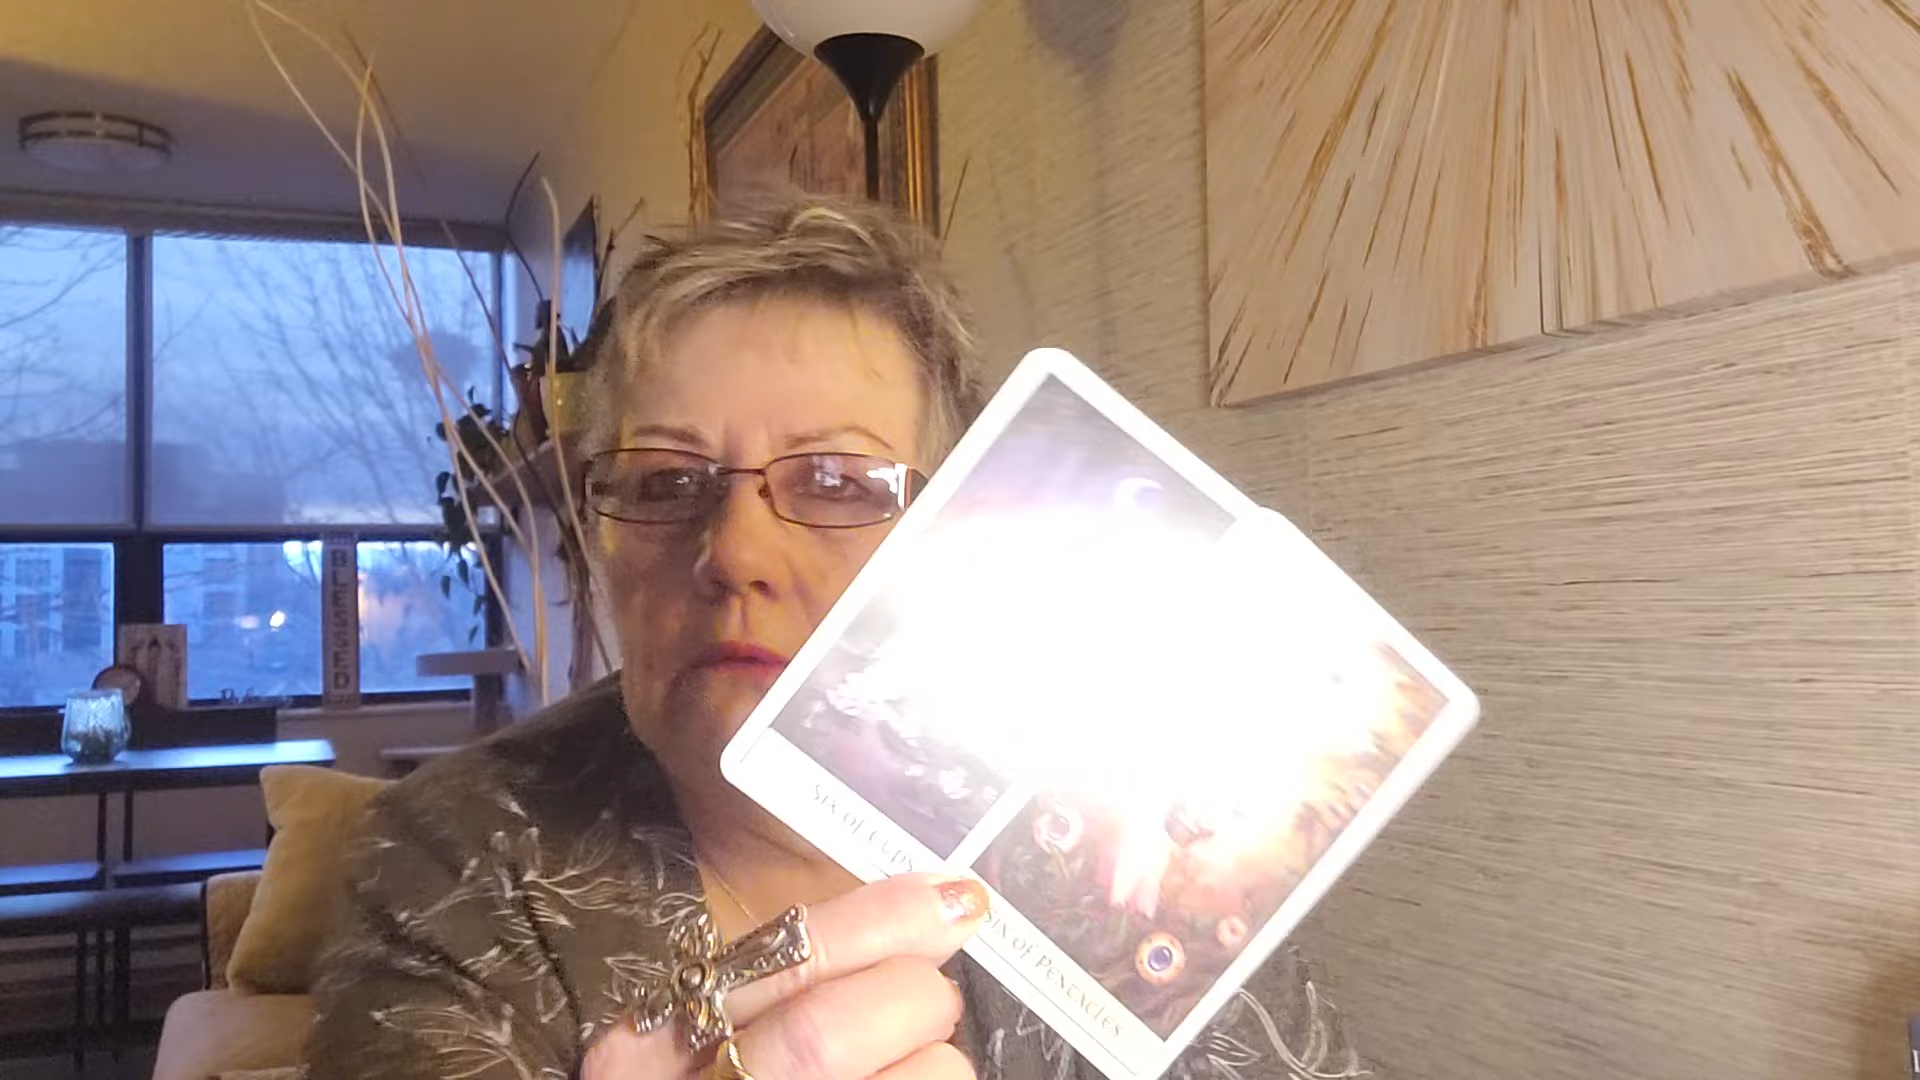 BLESSED
SIX OF CUPS
SIX OF PENTACLES